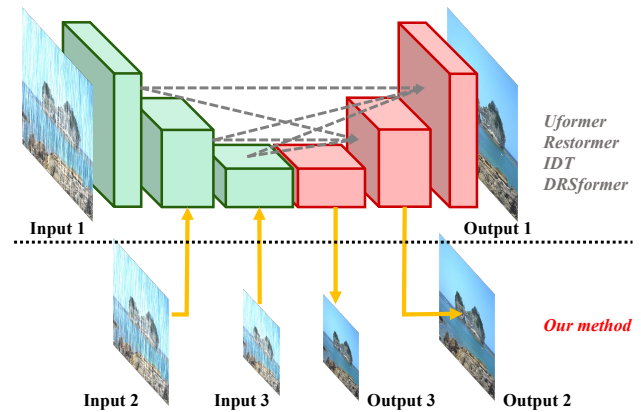 Uformer
Restormer
IDT
DRSformer
Input 1
Output 1
Our method
Input 2
Input 3
Output 3
Output 2